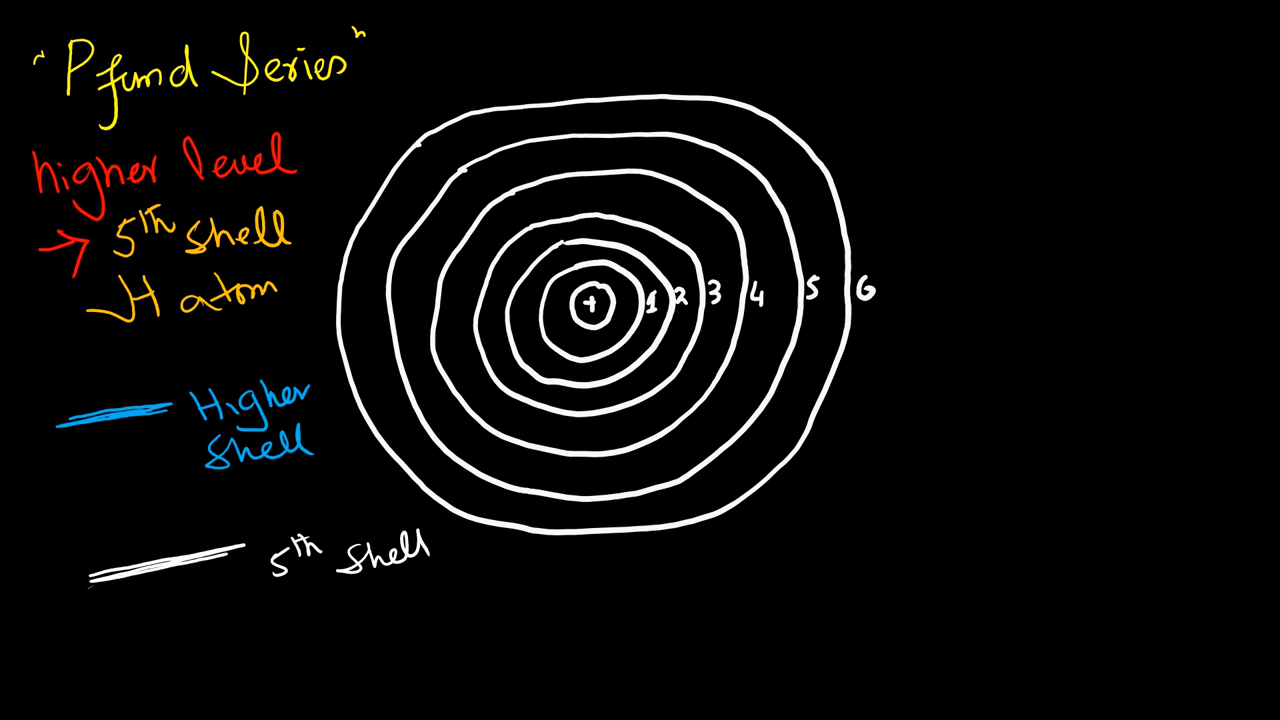 "Pfund Series"
higher level
→ 5th shell
H atom
+ 1 2 3 4 5 6
Higher
shell
5th shell